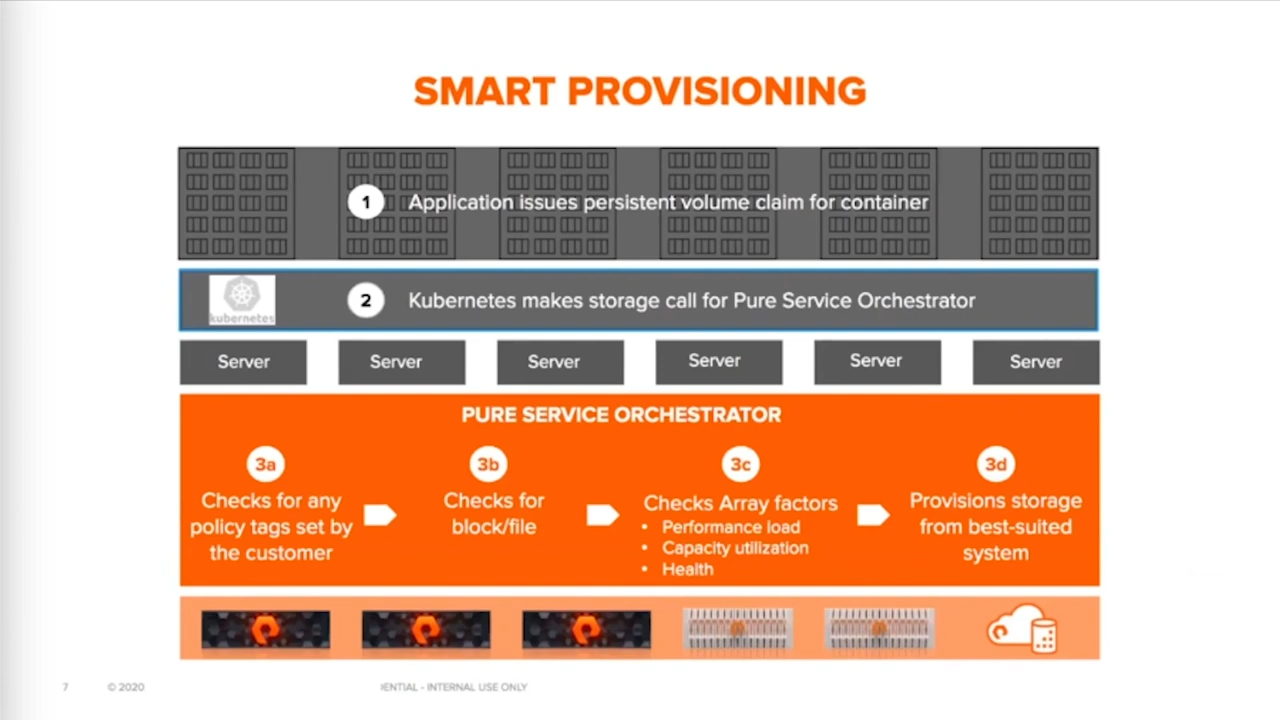 SMART PROVISIONING
1 Application issues persistent volume claim for container
kubernetes
2 Kubernetes makes storage call for Pure Service Orchestrator
Server Server Server Server Server Server
PURE SERVICE ORCHESTRATOR
3a
Checks for any
policy tags set by
the customer
3b
Checks for
block/file
3c
Checks Array factors
• Performance load
• Capacity utilization
• Health
3d
Provisions storage
from best-suited
system
7 © 2020 IENTIAL - INTERNAL USE ONLY